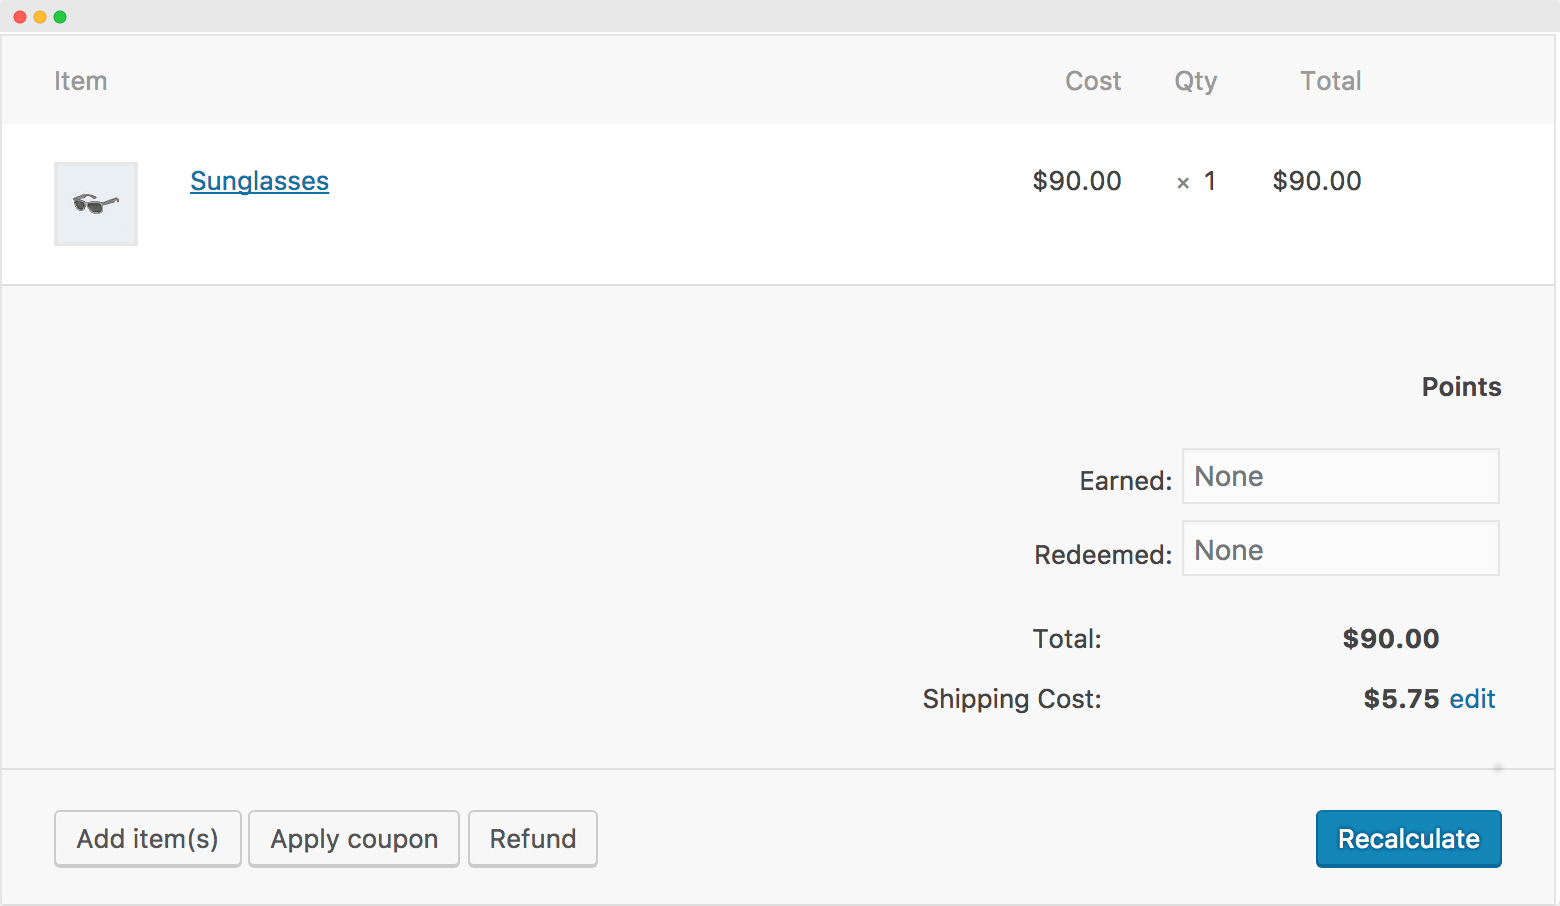 Item Cost Qty Total
Sunglasses $90.00 × 1 $90.00
Points
Earned: None
Redeemed: None
Total: $90.00
Shipping Cost: $5.75 edit
Add item(s) Apply coupon Refund Recalculate